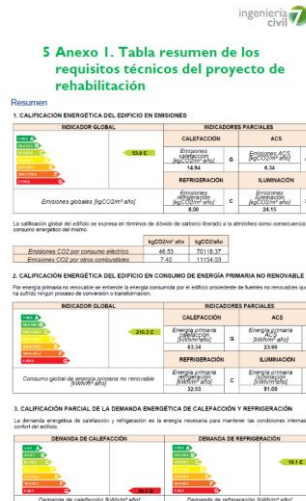 ingeniería
civil 7
5 Anexo I. Tabla resumen de los
requisitos técnicos del proyecto de
rehabilitación
Resumen
1. CALIFICACIÓN ENERGÉTICA DEL EDIFICIO EN EMISIONES
INDICADOR GLOBAL INDICADORES PARCIALES
CALEFACCIÓN ACS
53.9 C
Emisiones calefacción [kgCO2/m² año] G Emisiones ACS [kgCO2/m² año]
14.94 6.34
REFRIGERACIÓN ILUMINACIÓN
Emisiones globales [kgCO2/m² año]
Emisiones refrigeración [kgCO2/m² año] C Emisiones iluminación [kgCO2/m² año]
8.50 24.15
La calificación global del edificio se expresa en términos de dióxido de carbono liberado a la atmósfera como consecuencia
consumo energético del mismo.
kgCO2/m² año kgCO2/año
Emisiones CO2 por consumo eléctrico 46.53 70118.37
Emisiones CO2 por otros combustibles 7.40 11154.03
2. CALIFICACIÓN ENERGÉTICA DEL EDIFICIO EN CONSUMO DE ENERGÍA PRIMARIA NO RENOVABLE
Por energía primaria no renovable se entiende la energía consumida por el edificio procedente de fuentes no renovables que
ha sufrido ningún proceso de conversión o transformación.
INDICADOR GLOBAL INDICADORES PARCIALES
CALEFACCIÓN ACS
210.3 C
Energía primaria calefacción [kWh/m² año] G Energía primaria ACS [kWh/m² año]
63.34 23.90
REFRIGERACIÓN ILUMINACIÓN
Consumo global de energía primaria no renovable [kWh/m² año]
Energía primaria refrigeración [kWh/m² año] C Energía primaria iluminación [kWh/m² año]
32.03 91.00
3. CALIFICACIÓN PARCIAL DE LA DEMANDA ENERGÉTICA DE CALEFACCIÓN Y REFRIGERACIÓN
La demanda energética de calefacción y refrigeración es la energía necesaria para mantener las condiciones internas
confort del edificio.
DEMANDA DE CALEFACCIÓN DEMANDA DE REFRIGERACIÓN
19.1 C
Demanda de calefacción [kWh/m² año] Demanda de refrigeración [kWh/m² año]